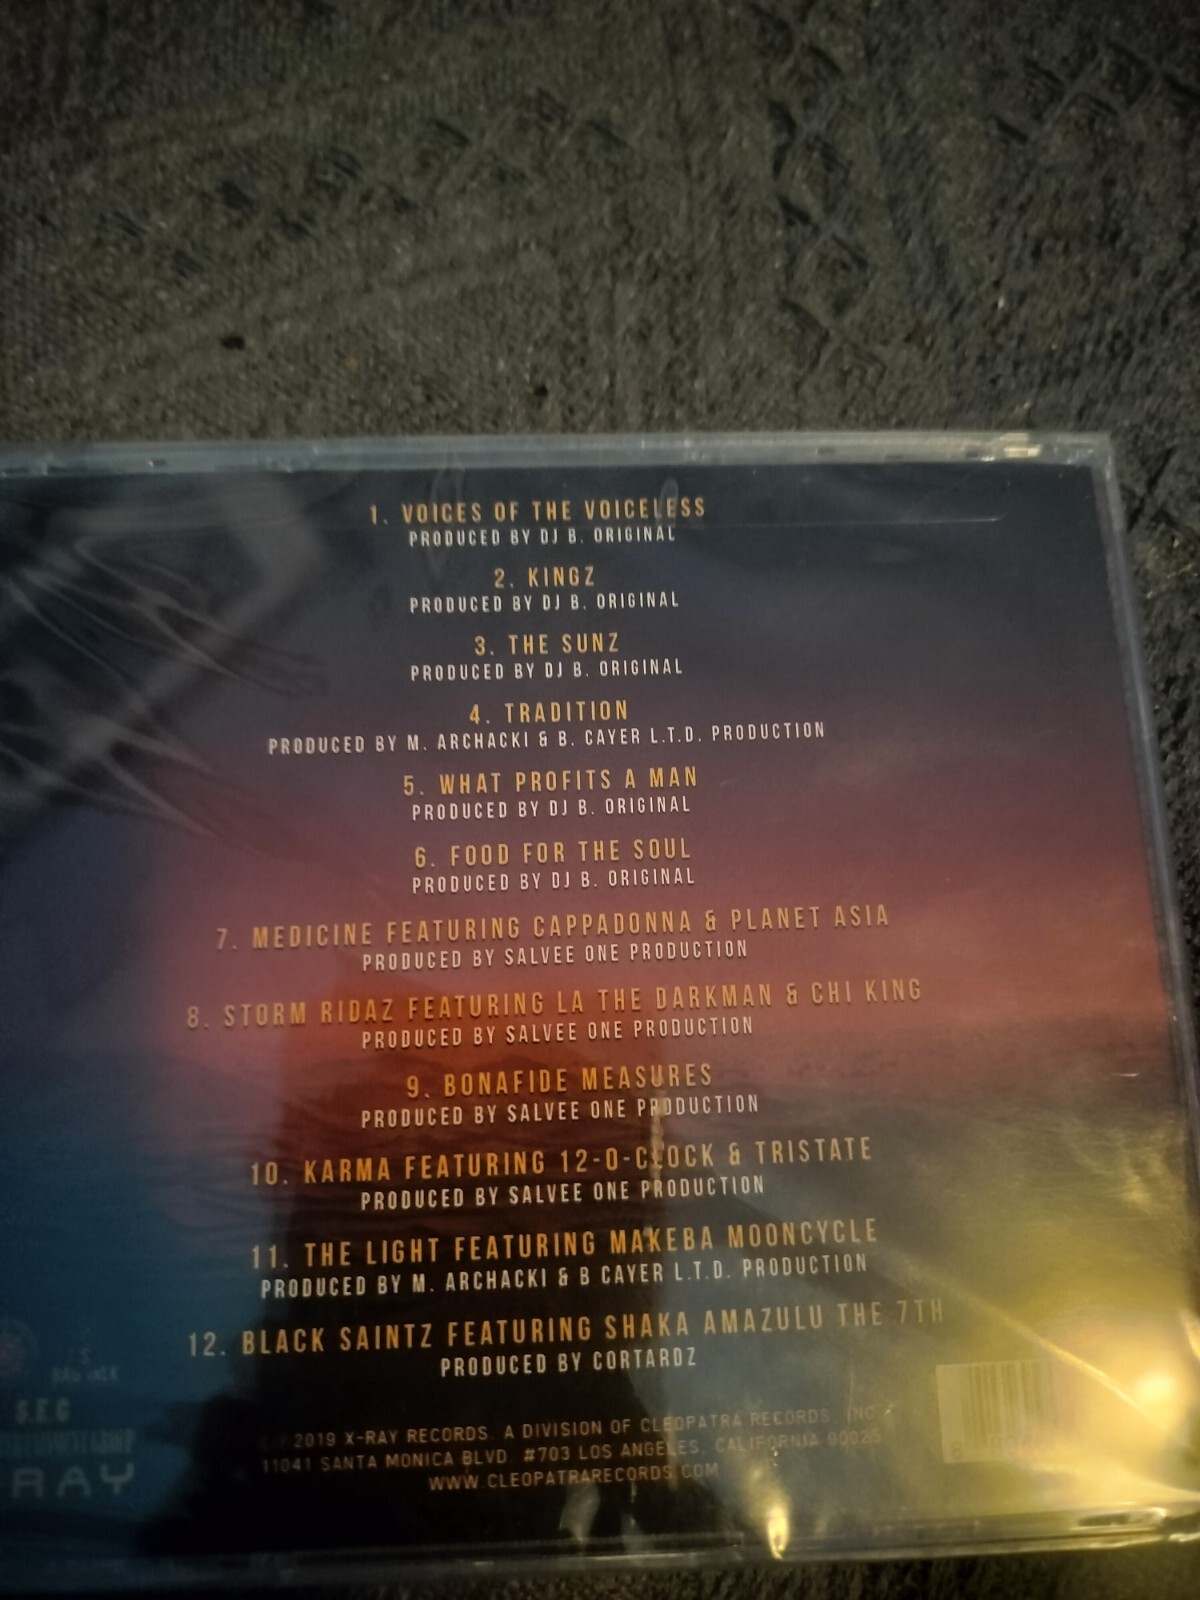 1. VOICES OF THE VOICELESS
PRODUCED BY DJ B. ORIGINAL
2. KINGZ
PRODUCED BY DJ B. ORIGINAL
3. THE SUNZ
PRODUCED BY DJ B. ORIGINAL
4. TRADITION
PRODUCED BY M. ARCHACKI & B. CAYER L.T.D. PRODUCTION
5. WHAT PROFITS A MAN
PRODUCED BY DJ B. ORIGINAL
6. FOOD FOR THE SOUL
PRODUCED BY DJ B. ORIGINAL
7. MEDICINE FEATURING CAPPADONNA & PLANET ASIA
PRODUCED BY SALVEE ONE PRODUCTION
8. STORM RIDAZ FEATURING LA THE DARKMAN & CHI KING
PRODUCED BY SALVEE ONE PRODUCTION
9. BONAFIDE MEASURES
PRODUCED BY SALVEE ONE PRODUCTION
10. KARMA FEATURING 12-O-CLOCK & TRISTATE
PRODUCED BY SALVEE ONE PRODUCTION
11. THE LIGHT FEATURING MAKEBA MOONCYCLE
PRODUCED BY M. ARCHACKI & B CAYER L.T.D. PRODUCTION
12. BLACK SAINTZ FEATURING SHAKA AMAZULU THE 7TH
PRODUCED BY CORTARDZ
2019 X-RAY RECORDS. A DIVISION OF CLEOPATRA RECORDS, INC.
11041 SANTA MONICA BLVD. #703 LOS ANGELES, CALIFORNIA 90025
WWW.CLEOPATRARECORDS.COM
S.E.C
RAY
8